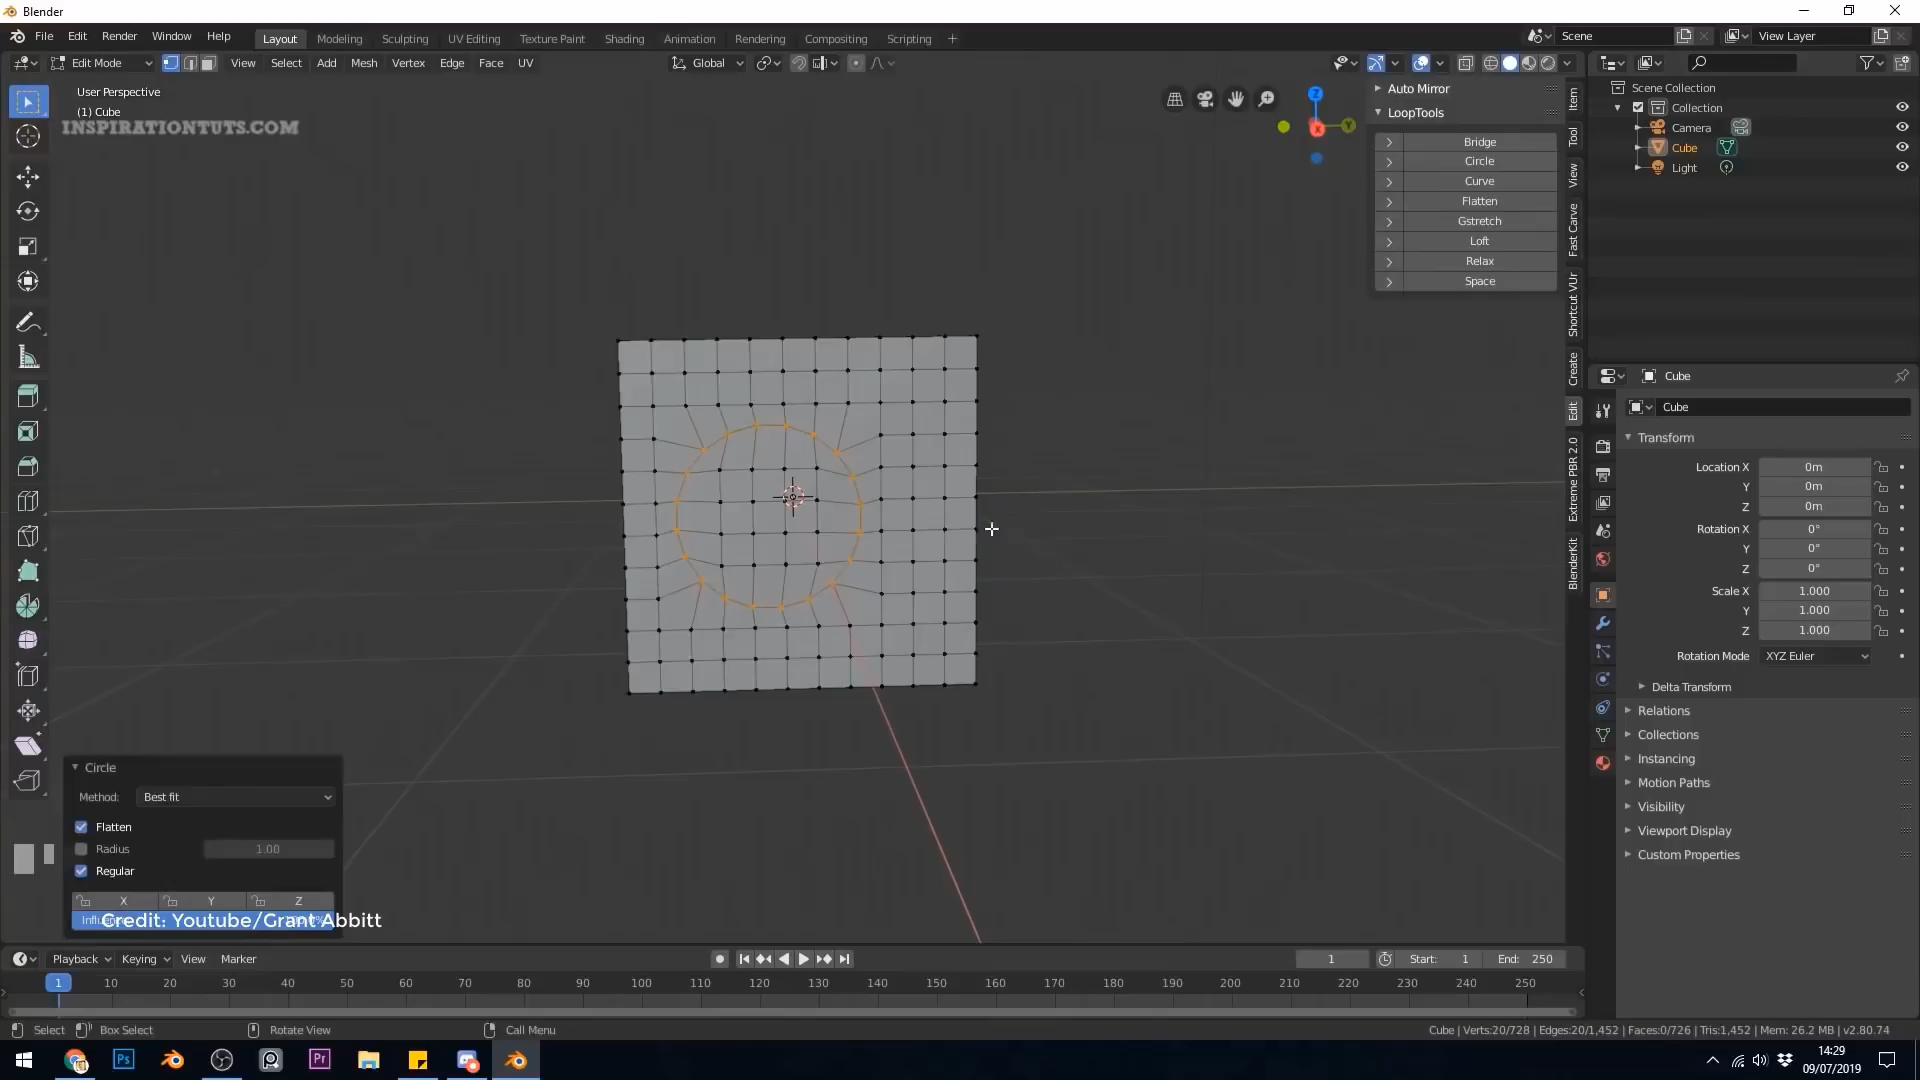 Blender
File Edit Render Window Help
Layout Modeling Sculpting UV Editing Texture Paint Shading Animation Rendering Compositing Scripting +
Scene
View Layer
Edit Mode
View Select Add Mesh Vertex Edge Face UV
Global
User Perspective
(1) Cube
INSPIRATIONTUTS.COM
Z
X
Y
Auto Mirror
LoopTools
Bridge
Circle
Curve
Flatten
Gstretch
Loft
Relax
Space
Item
Tool
View
Fast Carve
Shortcut VUr
Create
Edit
Extreme PBR 2.0
BlenderKit
Scene Collection
Collection
Camera
Cube
Light
Cube
Cube
Transform
Location X 0m
Y 0m
Z 0m
Rotation X 0°
Y 0°
Z 0°
Scale X 1.000
Y 1.000
Z 1.000
Rotation Mode XYZ Euler
Delta Transform
Relations
Collections
Instancing
Motion Paths
Visibility
Viewport Display
Custom Properties
Circle
Method: Best fit
Flatten
Radius 1.00
Regular
X Y Z
Credit: Youtube/Grant Abbitt
Playback Keying View Marker
1 Start: 1 End: 250
1 10 20 30 40 50 60 70 80 90 100 110 120 130 140 150 160 170 180 190 200 210 220 230 240 250
Select Box Select Rotate View Call Menu
Cube | Verts:20/728 | Edges:20/1,452 | Faces:0/726 | Tris:1,452 | Mem: 26.2 MB | v2.80.74
Ps
Pr
14:29
09/07/2019